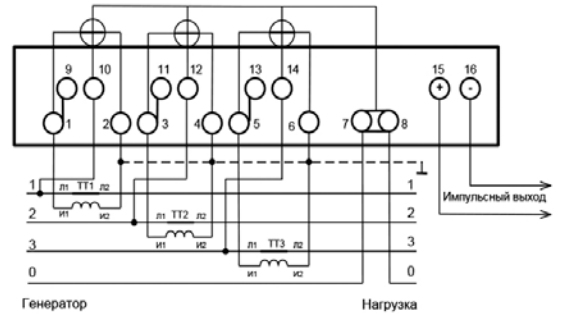 9 10 11 12 13 14 15 16
+ -
1 2 3 4 5 6 7 8
1 Л1 ТТ1 Л2 1
И1 И2
Импульсный выход
2 Л1 ТТ2 Л2 2
И1 И2
3 Л1 ТТ3 Л2 3
И1 И2
0 0
Генератор Нагрузка